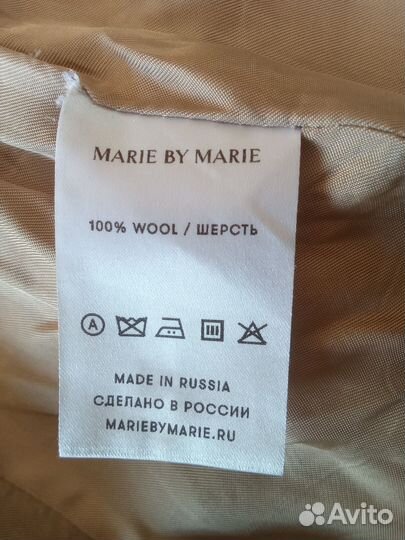 MARIE BY MARIE
100% WOOL / ШЕРСТЬ
A
MADE IN RUSSIA
СДЕЛАНО В РОССИИ
MARIEBYMARIE.RU
Avito